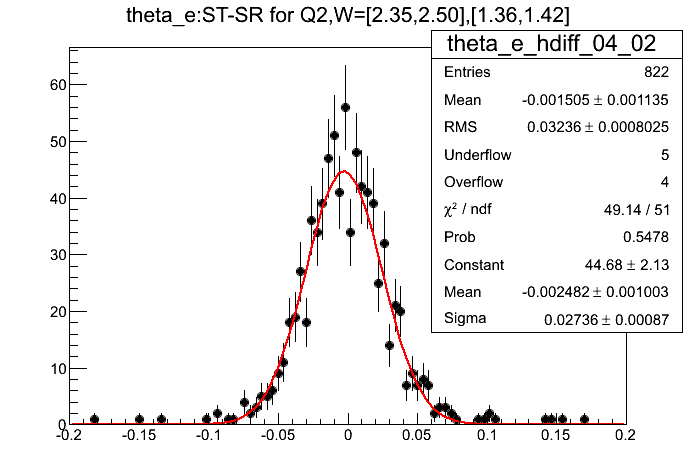 theta_e:ST-SR for Q2,W=[2.35,2.50],[1.36,1.42]
theta_e_hdiff_04_02
Entries 822
Mean -0.001505 ± 0.001135
RMS 0.03236 ± 0.0008025
Underflow 5
Overflow 4
χ² / ndf 49.14 / 51
Prob 0.5478
Constant 44.68 ± 2.13
Mean -0.002482 ± 0.001003
Sigma 0.02736 ± 0.00087
60
50
40
30
20
10
0
-0.2 -0.15 -0.1 -0.05 0 0.05 0.1 0.15 0.2